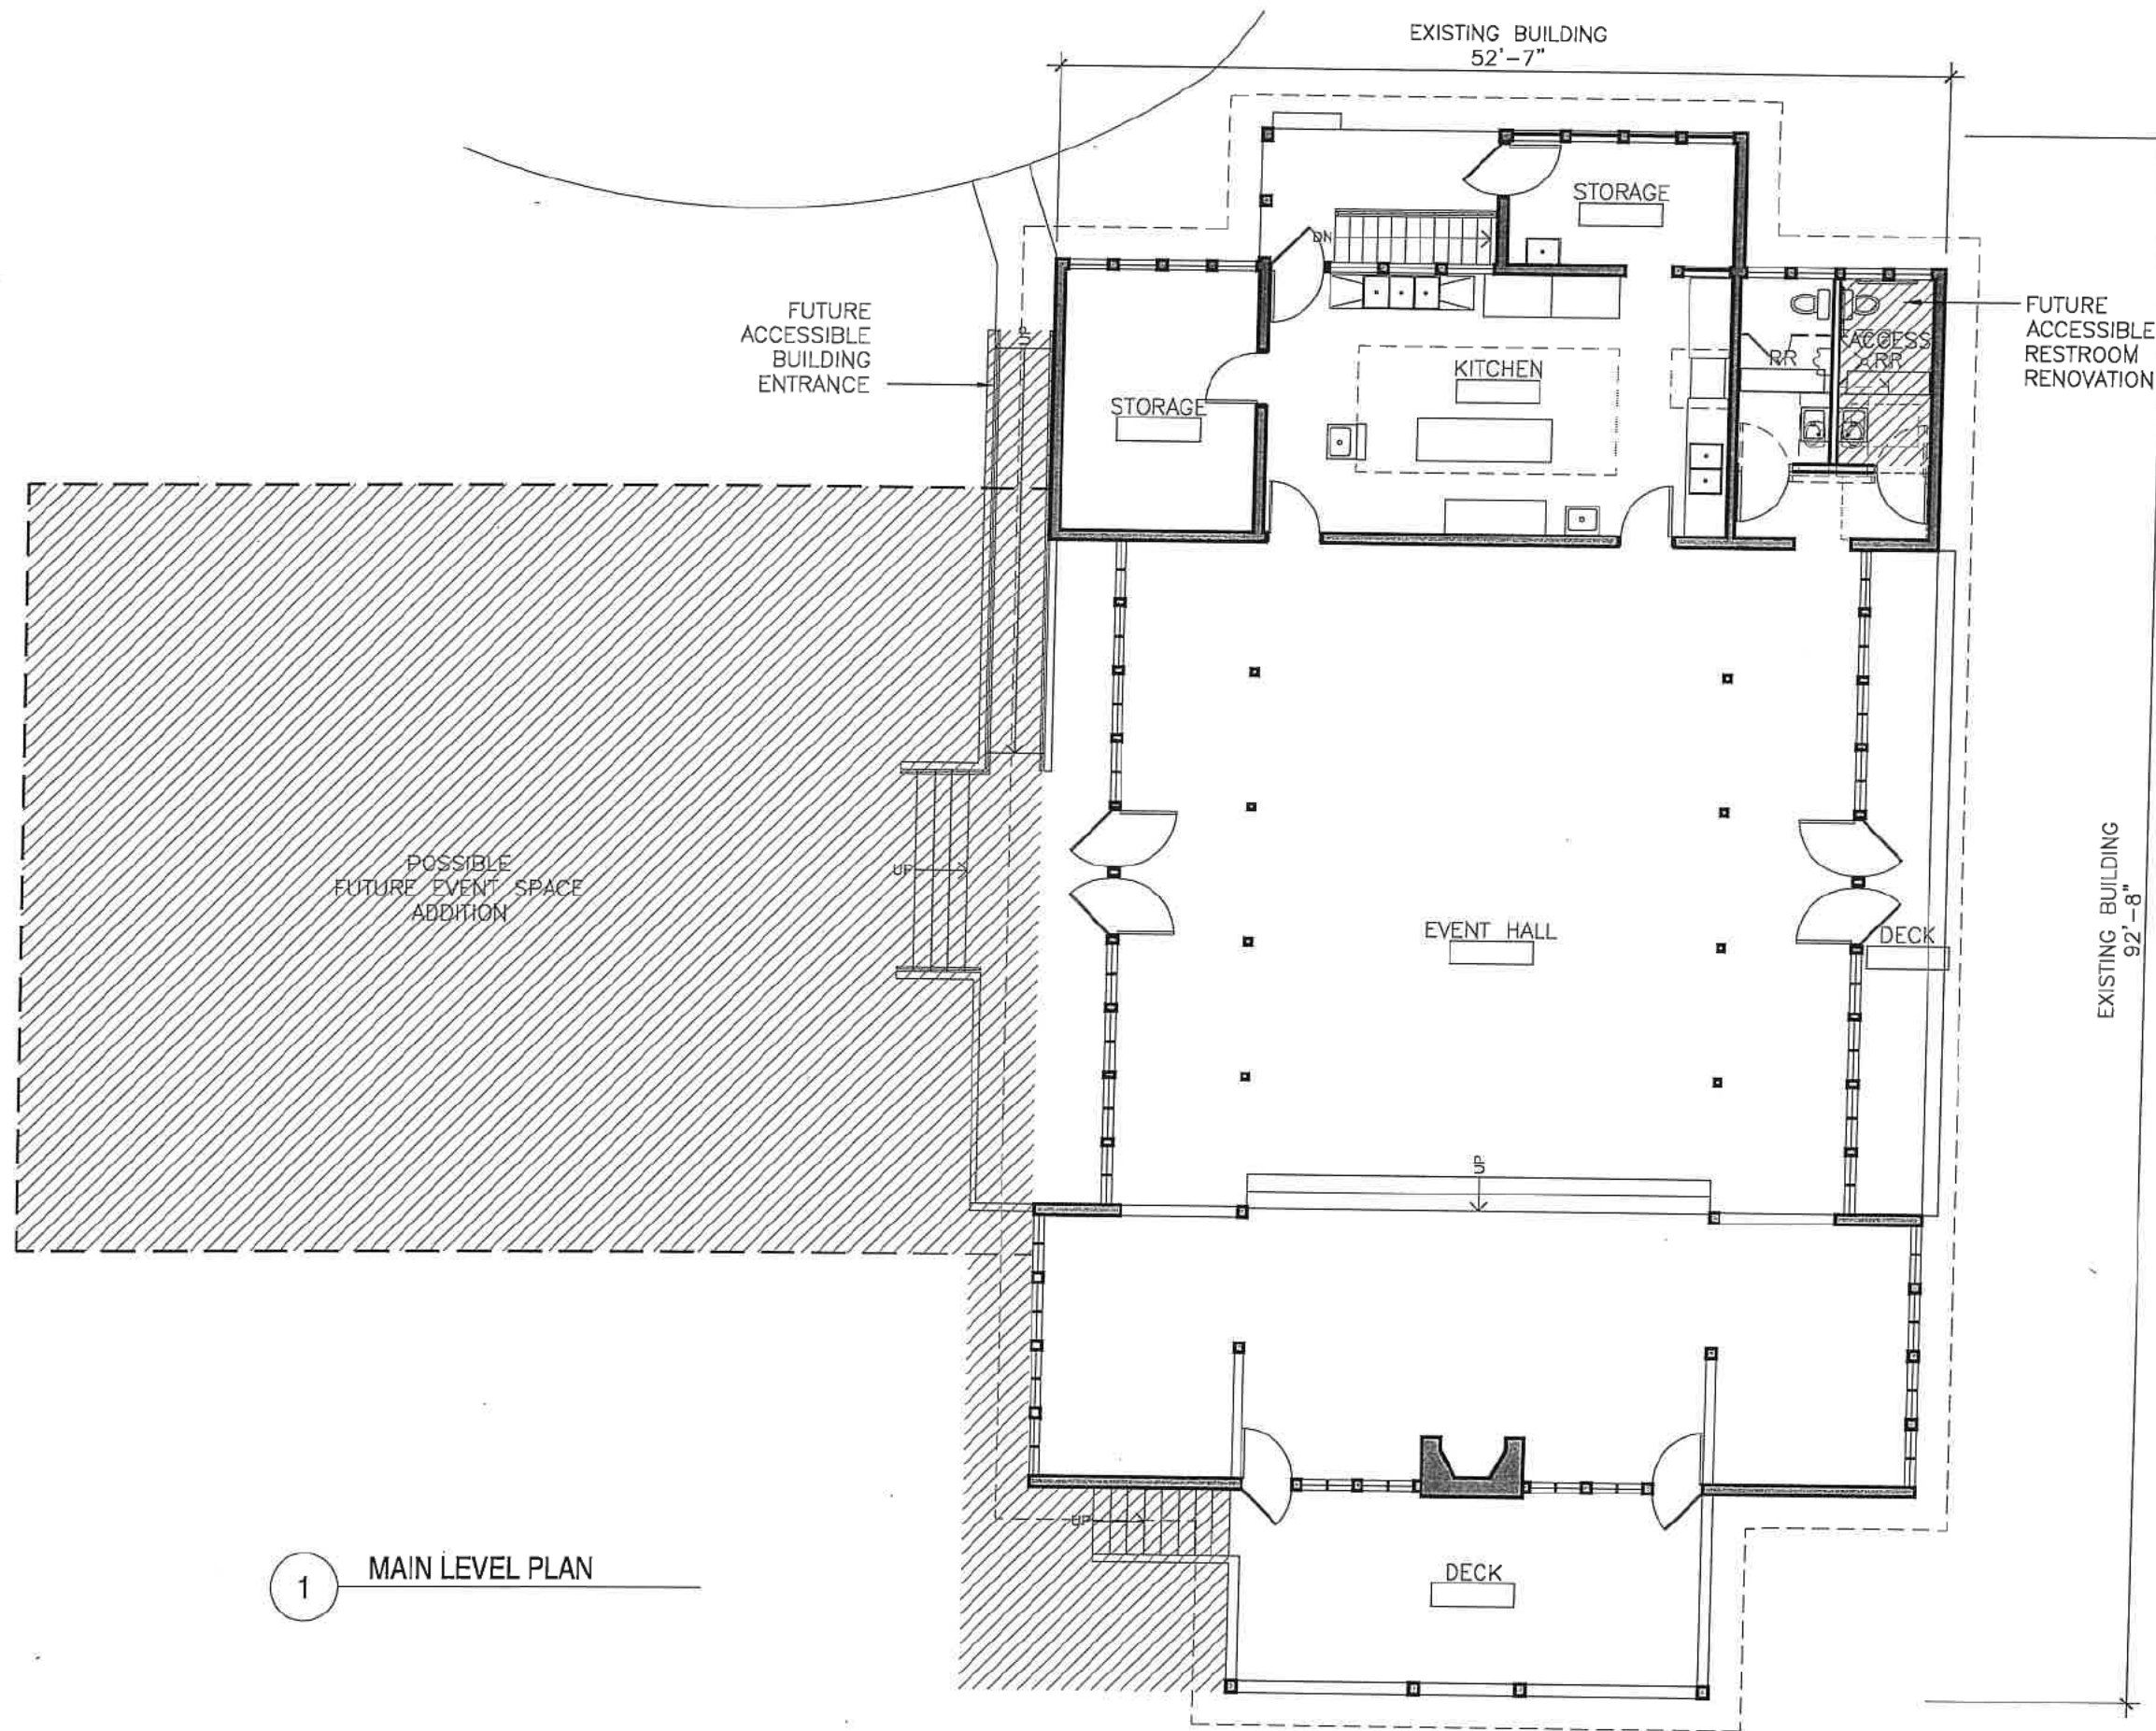 EXISTING BUILDING
52'-7"
STORAGE
DN
FUTURE
ACCESSIBLE
BUILDING
ENTRANCE
UP
STORAGE
KITCHEN
RR
ACCESS
RR
FUTURE
ACCESSIBLE
RESTROOM
RENOVATION
POSSIBLE
FUTURE EVENT SPACE
ADDITION
UP
EVENT HALL
DECK
EXISTING BUILDING
92'-8"
UP
UP
DECK
1
MAIN LEVEL PLAN